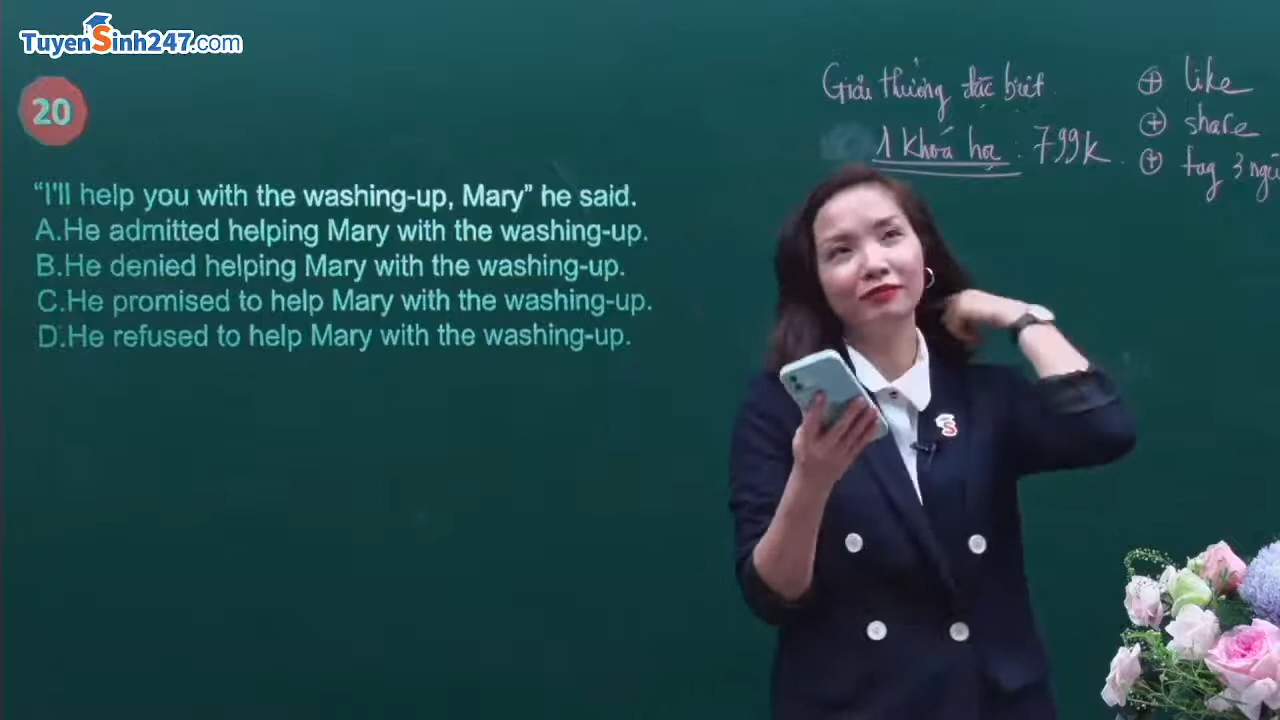 TuyenSinh247.com
20
"I'll help you with the washing-up, Mary" he said.
A.He admitted helping Mary with the washing-up.
B.He denied helping Mary with the washing-up.
C.He promised to help Mary with the washing-up.
D.He refused to help Mary with the washing-up.
Giải thưởng đặc biệt
1 khoá học : 799k
+ like
+ share
+ tag 3